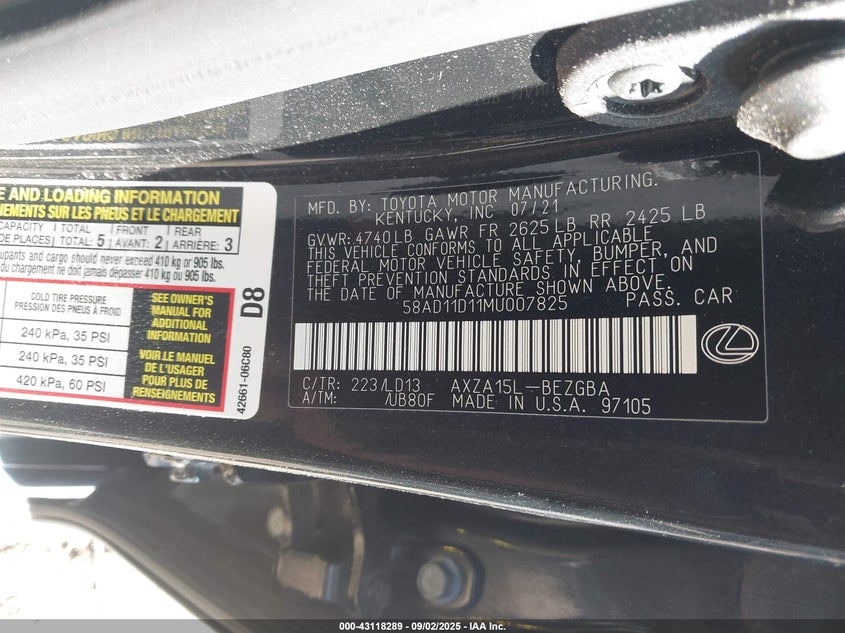 E AND LOADING INFORMATION
NEMENTS SUR LES PNEUS ET LE CHARGEMENT
CAPACITY TOTAL FRONT REAR
DE PLACES TOTAL: 5 AVANT: 2 ARRIÈRE: 3
upants and cargo should never exceed 410 kg or 905 lbs.
du chargement ne doit jamais dépasser 410 kg ou 905 lbs.
COLD TIRE PRESSURE
PRESSION DES PNEUS À FROID
240 kPa, 35 PSI
240 kPa, 35 PSI
420 kPa, 60 PSI
SEE OWNER'S
MANUAL FOR
ADDITIONAL
INFORMATION
VOIR LE MANUEL
DE L'USAGER
POUR PLUS DE
RENSEIGNEMENTS
D8
42661-06C80
MFD. BY: TOYOTA MOTOR MANUFACTURING.
KENTUCKY, INC 07/21
GVWR: 4740 LB GAWR FR 2625 LB, RR 2425 LB
THIS VEHICLE CONFORMS TO ALL APPLICABLE
FEDERAL MOTOR VEHICLE SAFETY, BUMPER, AND
THEFT PREVENTION STANDARDS IN EFFECT ON
THE DATE OF MANUFACTURE SHOWN ABOVE.
58AD11D11MU007825 PASS. CAR
C/TR: 223/LD13 AXZA15L-BEZGBA
A/TM: /UB80F MADE IN U.S.A. 97105
000-43118289 - 09/02/2025 - IAA Inc.